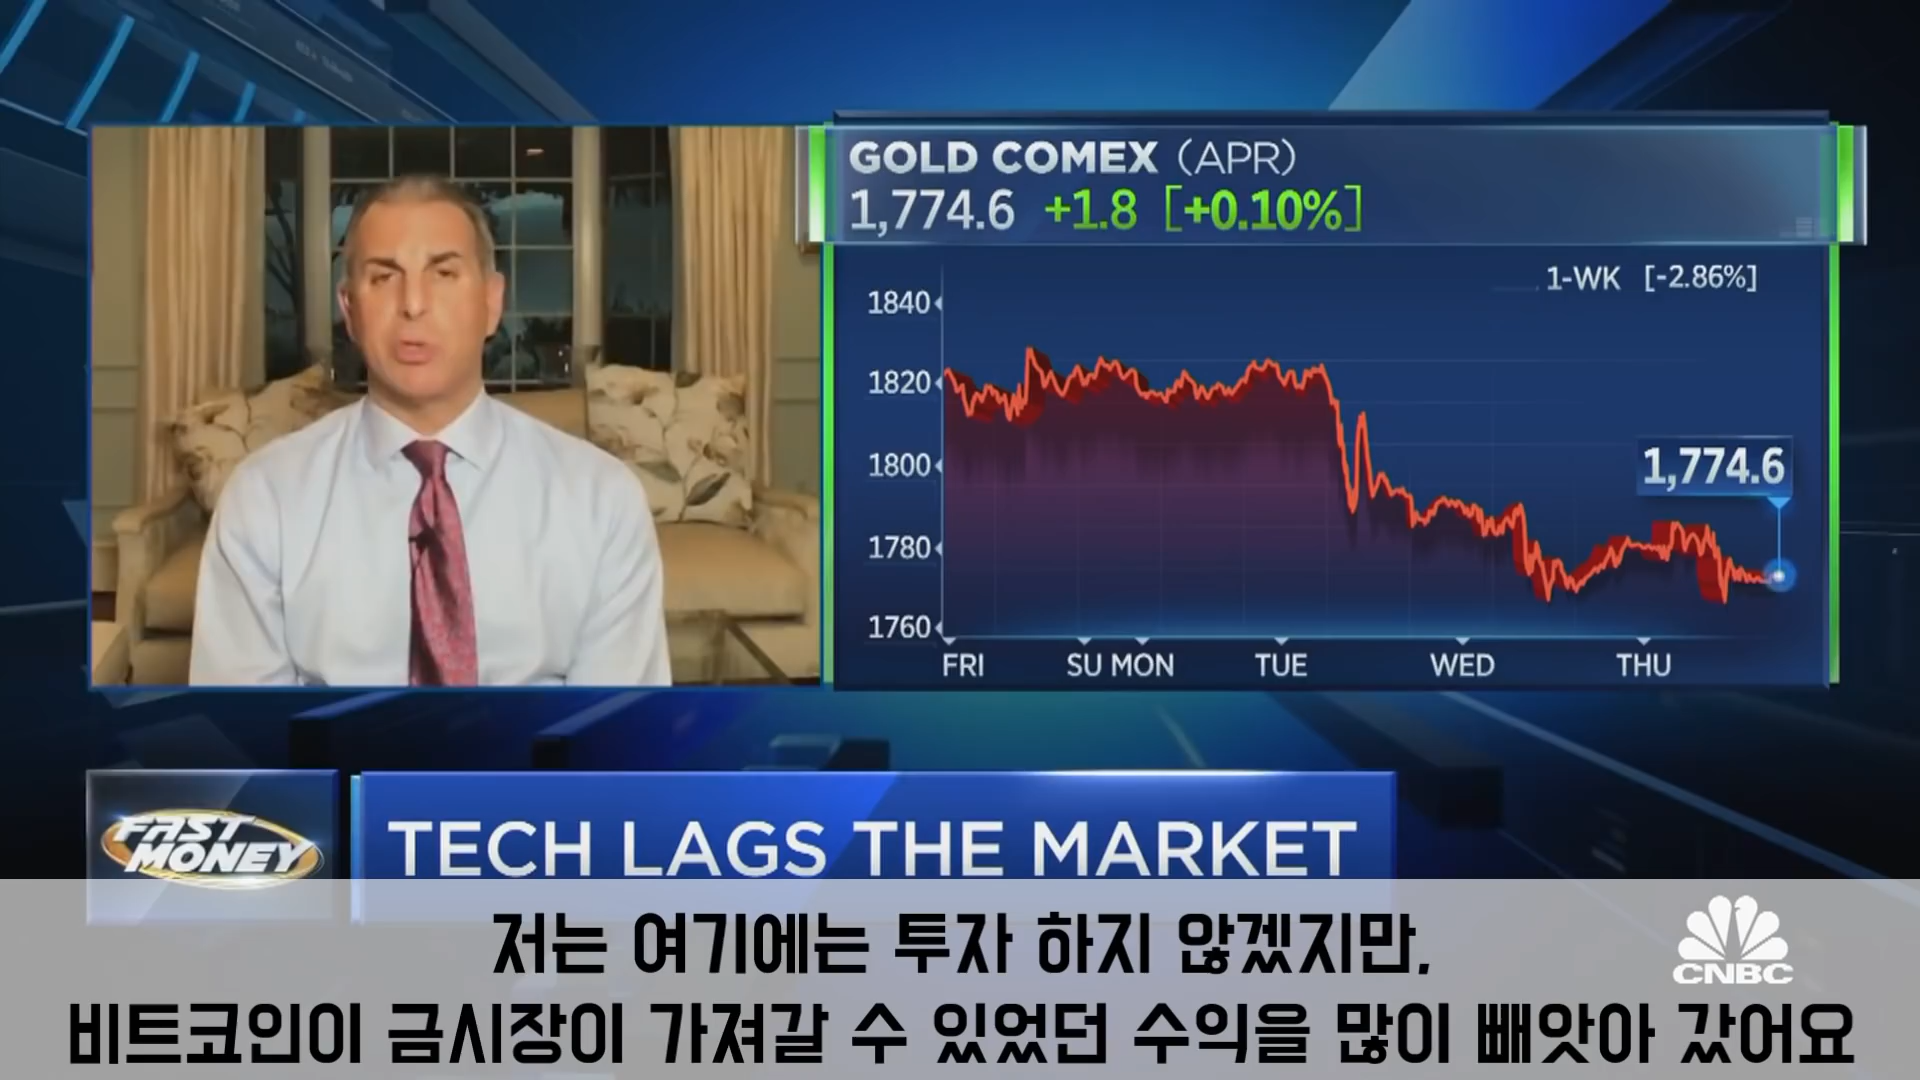 GOLD COMEX (APR)
1,774.6 +1.8 [+0.10%]
1-WK [-2.86%]
1840
1820
1800
1,774.6
1780
1760
FRI SU MON TUE WED THU
FAST MONEY
TECH LAGS THE MARKET
저는 여기에는 투자 하지 않겠지만,
CNBC
비트코인이 금시장이 가져갈 수 있었던 수익을 많이 빼앗아 갔어요